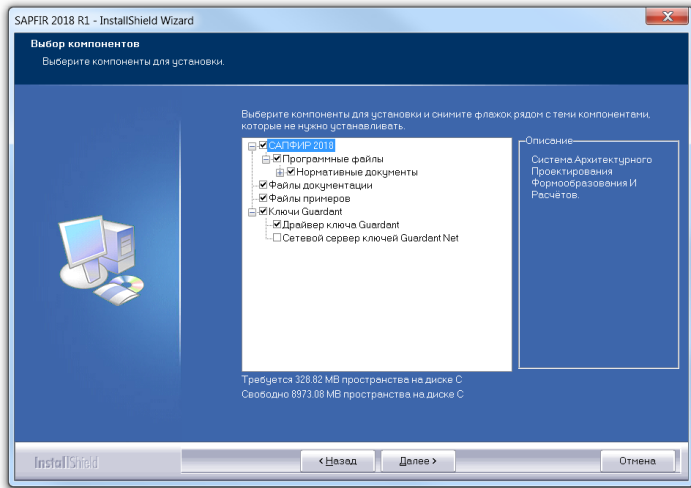 SAPFIR 2018 R1 - InstallShield Wizard
Выбор компонентов
Выберите компоненты для установки.
Выберите компоненты для установки и снимите флажок рядом с теми компонентами,
которые не нужно устанавливать.
САПФИР 2018
Программные файлы
Нормативные документы
Файлы документации
Файлы примеров
Ключи Guardant
Драйвер ключа Guardant
Сетевой сервер ключей Guardant Net
Описание
Система Архитектурного
Проектирования
Формообразования И
Расчётов.
Требуется 328.82 MB пространства на диске C
Свободно 8973.08 MB пространства на диске C
InstallShield
< Назад
Далее >
Отмена